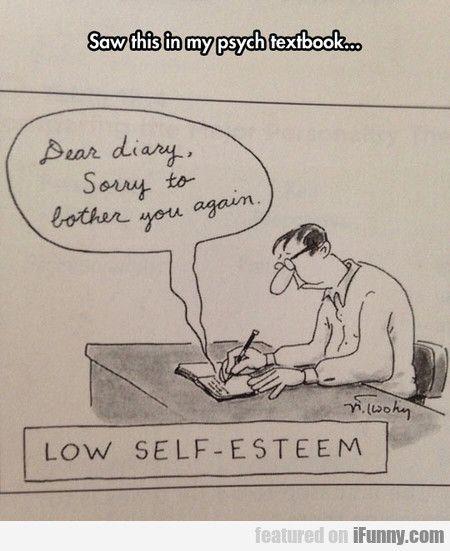 Saw this in my psych textbook...
Dear diary,
Sorry to
bother you again.
M. Twohy
LOW SELF-ESTEEM
featured on iFunny.com